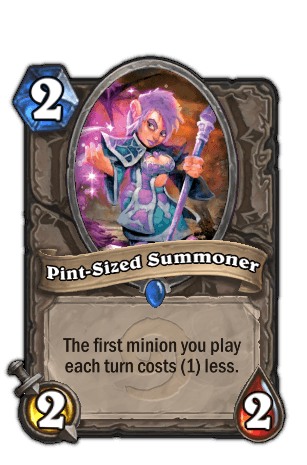 2
Pint-Sized Summoner
The first minion you play
each turn costs (1) less.
2
2